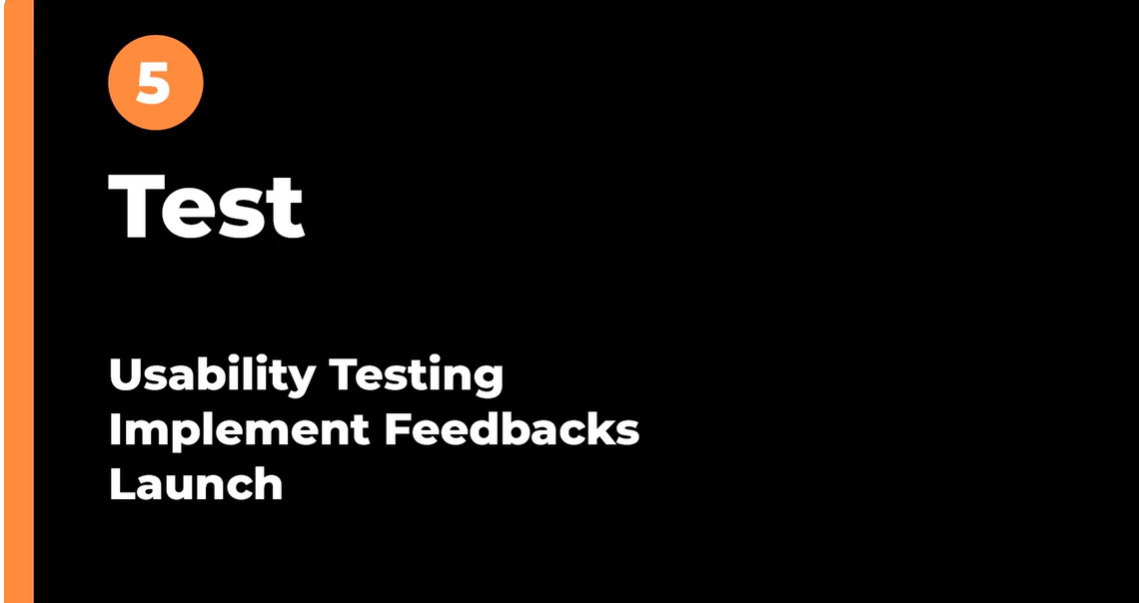 5
Test
Usability Testing
Implement Feedbacks
Launch